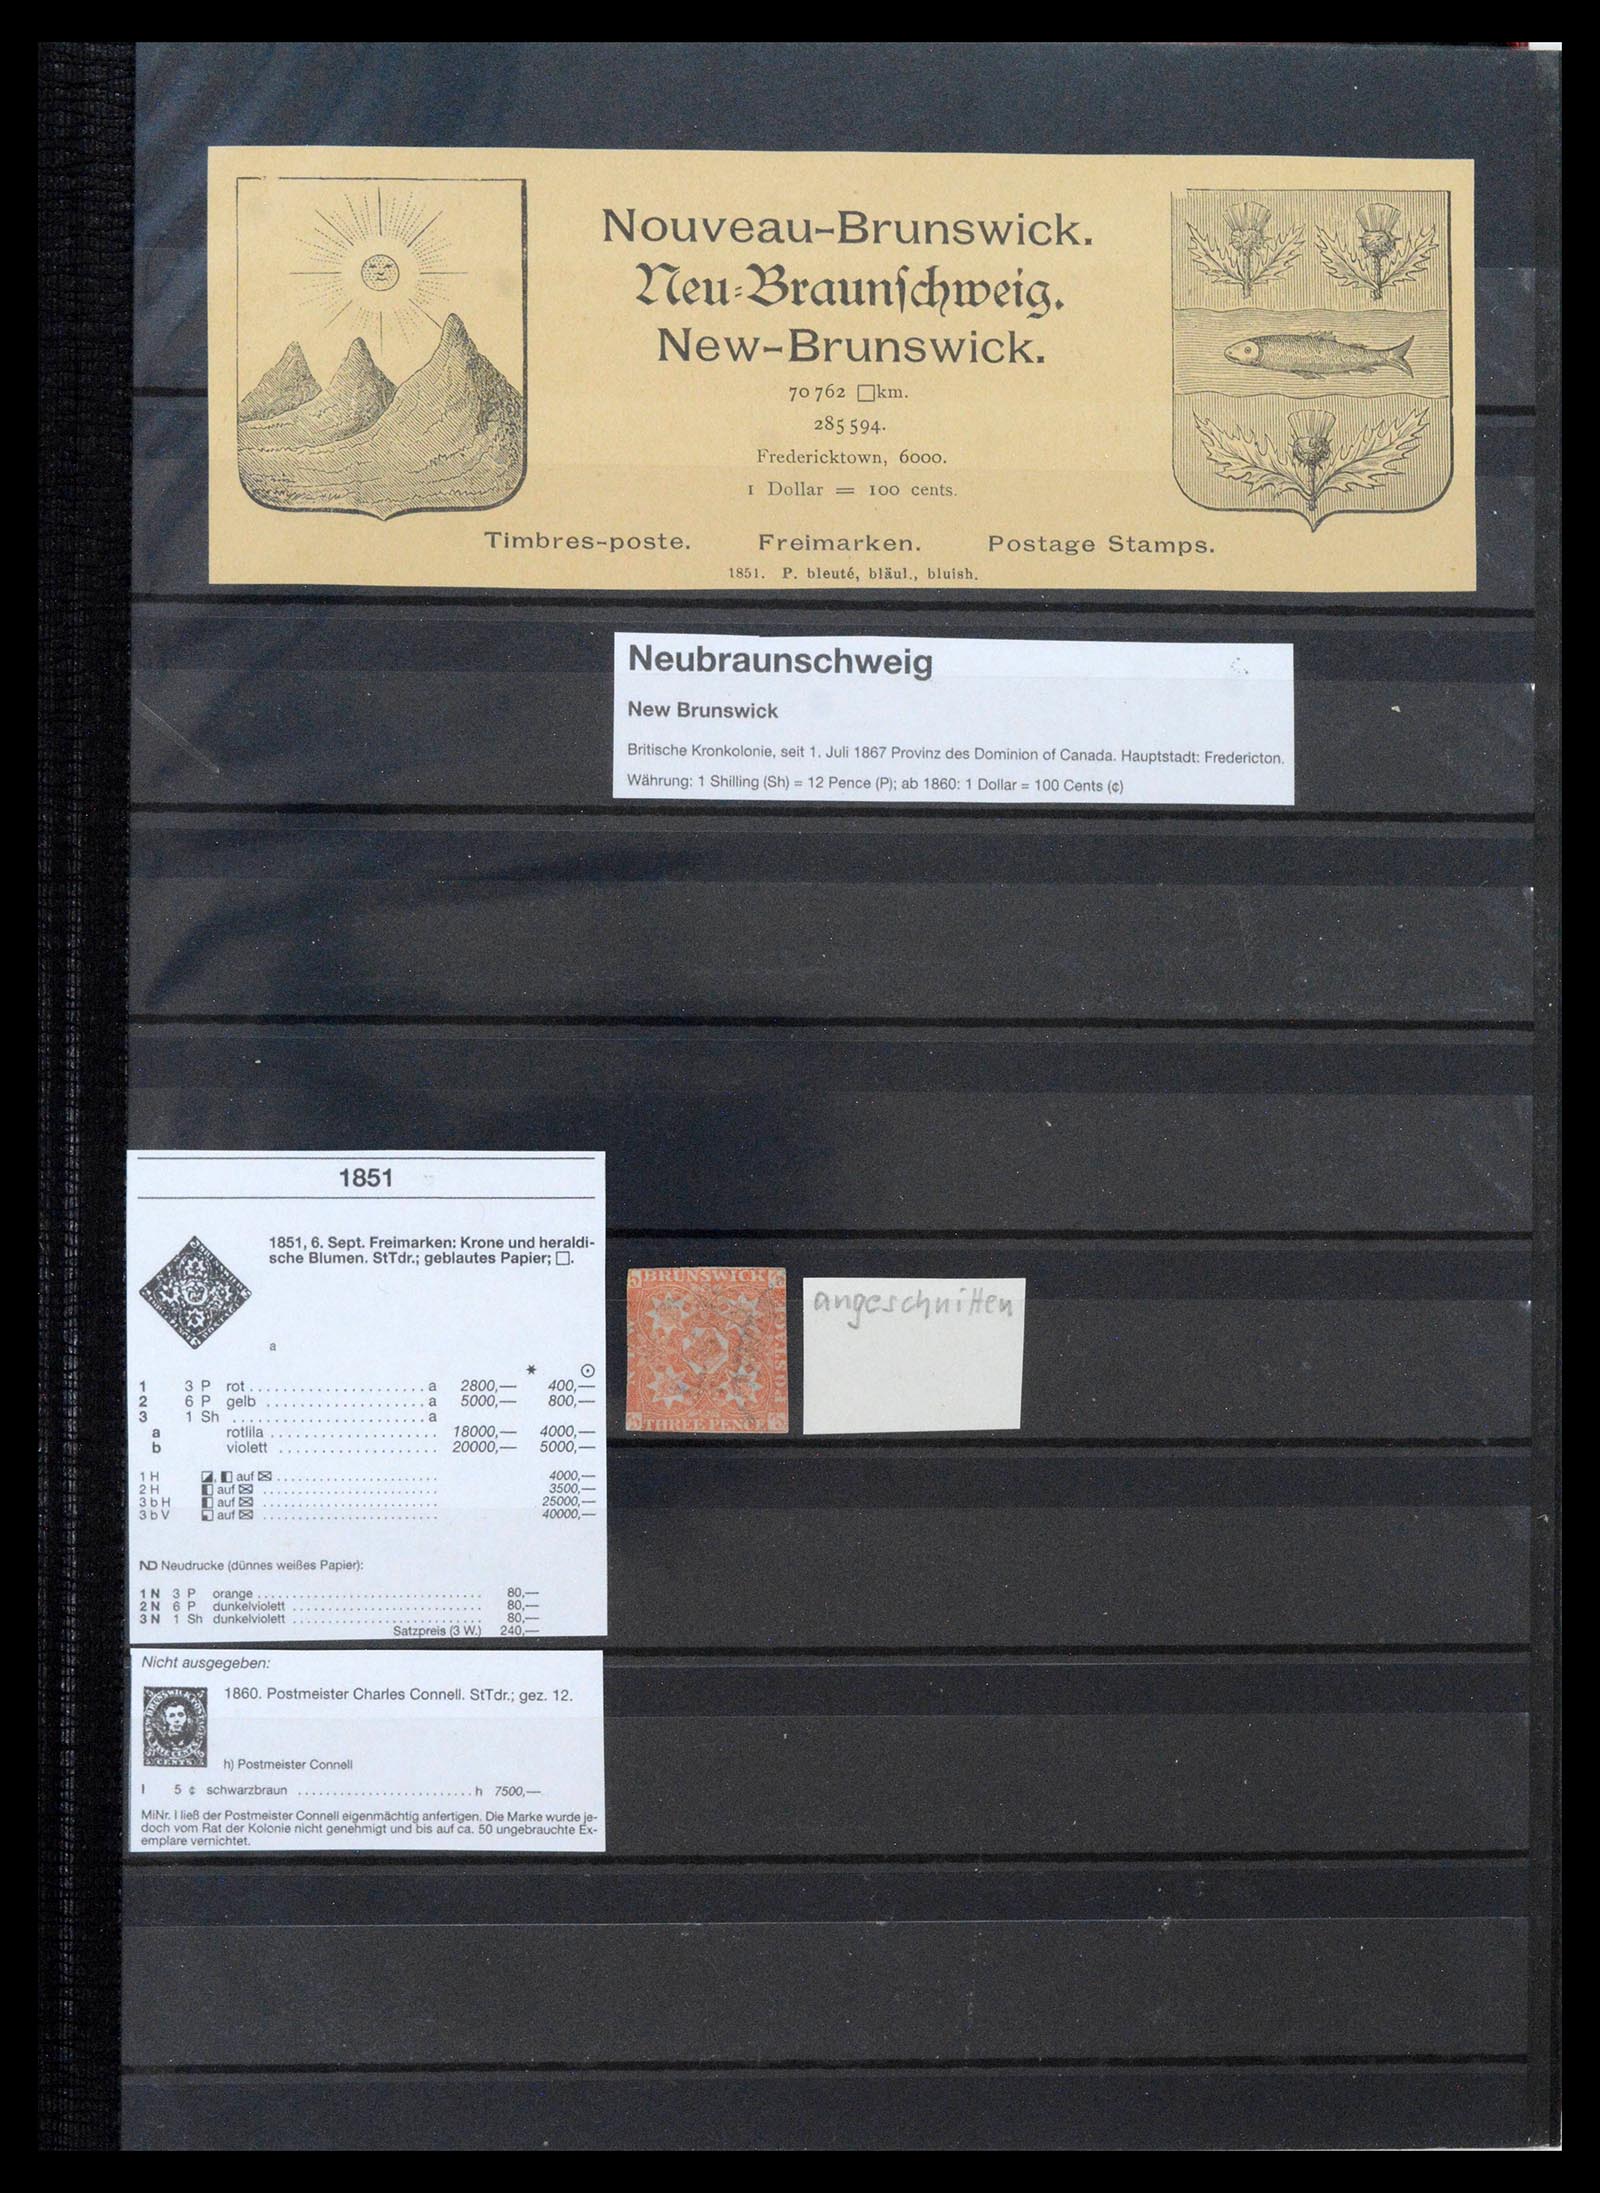 Nouveau-Brunswick.
Neu-Braunſchweig.
New-Brunswick.
70 762 □km.
285 594.
Fredericktown, 6000.
1 Dollar = 100 cents.
Timbres-poste. Freimarken. Postage Stamps.
1851. P. bleuté, bläul., bluish.
Neubraunschweig
New Brunswick
Britische Kronkolonie, seit 1. Juli 1867 Provinz des Dominion of Canada. Hauptstadt: Fredericton.
Währung: 1 Shilling (Sh) = 12 Pence (P); ab 1860: 1 Dollar = 100 Cents (¢)
1851
1851, 6. Sept. Freimarken: Krone und heraldi-
sche Blumen. StTdr.; geblautes Papier; □.
a
* ⊙
1 3 P rot . . . . . . . . . . . . . . . . . . . . . a 2800,— 400,—
2 6 P gelb . . . . . . . . . . . . . . . . . . . a 5000,— 800,—
3 1 Sh . . . . . . . . . . . . . . . . . . . . . . . a
a rotlila . . . . . . . . . . . . . . . . . . . . 18000,— 4000,—
b violett . . . . . . . . . . . . . . . . . . . 20000,— 5000,—
1 H ◪, ◧ auf ✉ . . . . . . . . . . . . . . . . . . . . . . 4000,—
2 H ◧ auf ✉ . . . . . . . . . . . . . . . . . . . . . . . . 3500,—
3 b H ◧ auf ✉ . . . . . . . . . . . . . . . . . . . . . . . . 25000,—
3 b V auf ✉ . . . . . . . . . . . . . . . . . . . . . . . . 40000,—
ND Neudrucke (dünnes weißes Papier):
1 N 3 P orange . . . . . . . . . . . . . . . . . . . . . . . . . . . . 80,—
2 N 6 P dunkelviolett . . . . . . . . . . . . . . . . . . . . . . . 80,—
3 N 1 Sh dunkelviolett . . . . . . . . . . . . . . . . . . . . . . . 80,—
Satzpreis (3 W.) 240,—
BRUNSWICK
POSTAGE
THREE PENCE
angeschnitten
Nicht ausgegeben:
1860. Postmeister Charles Connell. StTdr.; gez. 12.
h) Postmeister Connell
I 5 ¢ schwarzbraun . . . . . . . . . . . . . . . . . . . . . . . . h 7500,—
MiNr. I ließ der Postmeister Connell eigenmächtig anfertigen. Die Marke wurde je-
doch vom Rat der Kolonie nicht genehmigt und bis auf ca. 50 ungebrauchte Ex-
emplare vernichtet.